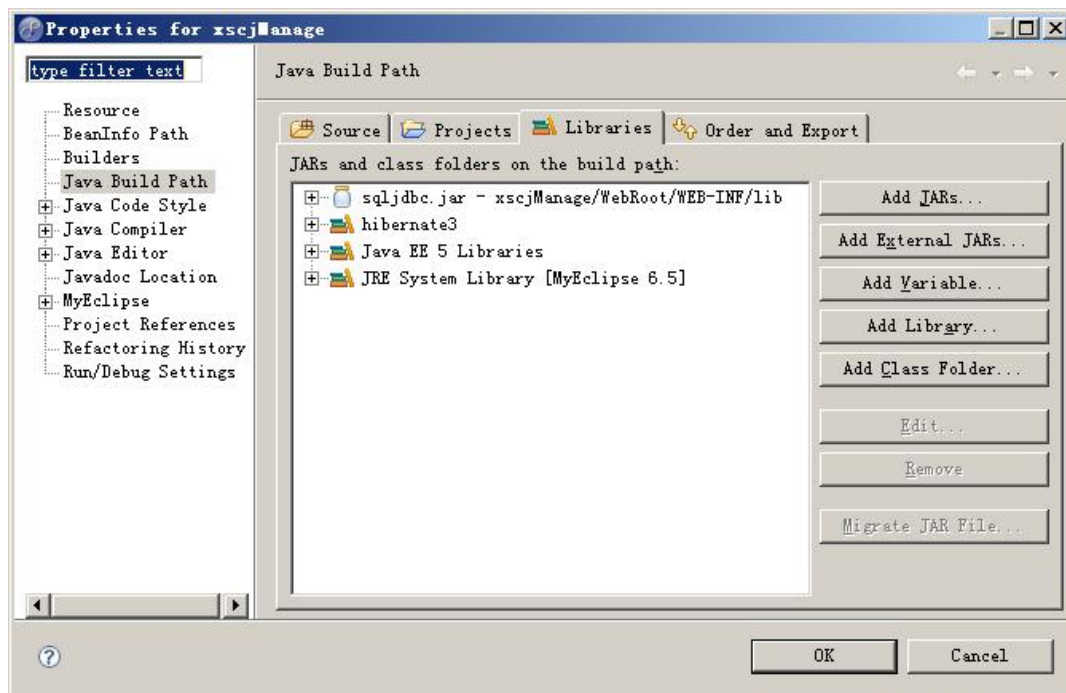 Properties for xscjManage
type filter text
Resource
BeanInfo Path
Builders
Java Build Path
Java Code Style
Java Compiler
Java Editor
Javadoc Location
MyEclipse
Project References
Refactoring History
Run/Debug Settings
Java Build Path
Source Projects Libraries Order and Export
JARs and class folders on the build path:
sqljdbc.jar - xscjManage/WebRoot/WEB-INF/lib
hibernate3
Java EE 5 Libraries
JRE System Library [MyEclipse 6.5]
Add JARs...
Add External JARs...
Add Variable...
Add Library...
Add Class Folder...
Edit...
Remove
Migrate JAR File...
OK Cancel